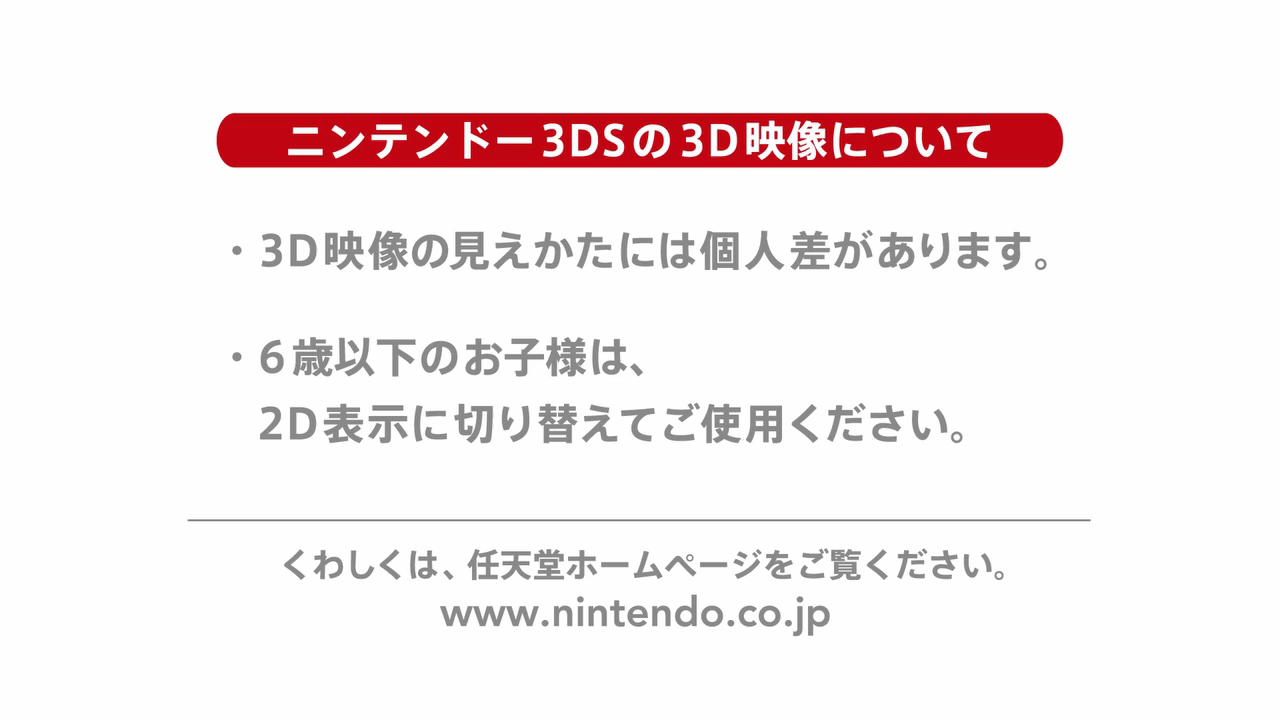 ニンテンドー3DSの3D映像について
・3D映像の見えかたには個人差があります。
・6歳以下のお子様は、
2D表示に切り替えてご使用ください。
くわしくは、任天堂ホームページをご覧ください。
www.nintendo.co.jp